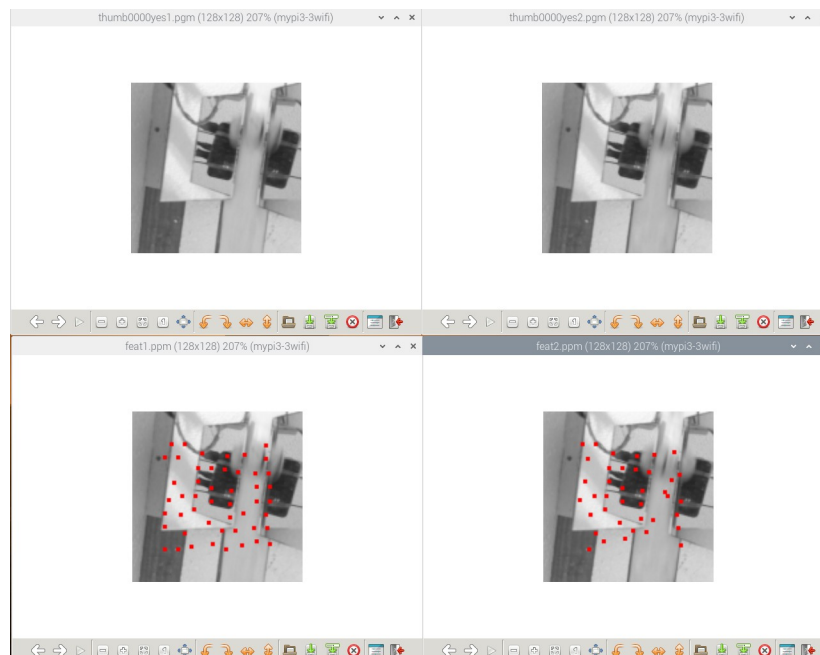 thumb0000yes1.pgm (128x128) 207% (mypi3-3wifi)
thumb0000yes2.pgm (128x128) 207% (mypi3-3wifi)
feat1.ppm (128x128) 207% (mypi3-3wifi)
feat2.ppm (128x128) 207% (mypi3-3wifi)